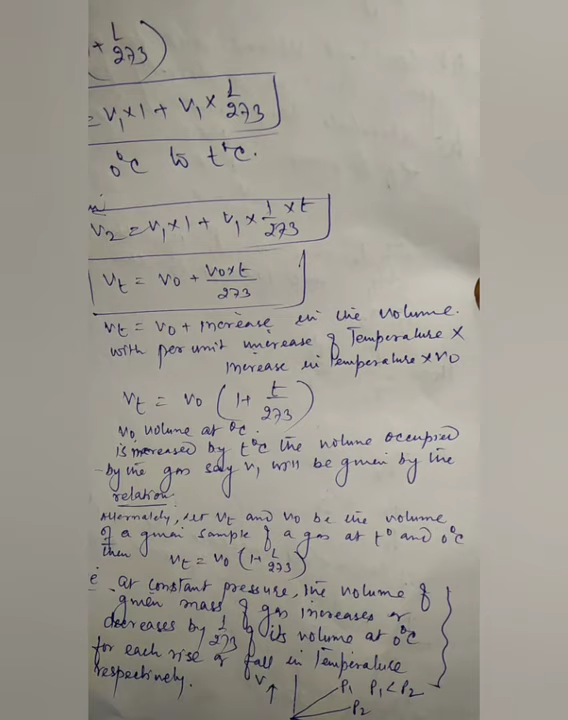 + t/273)
= V₁×1 + V₁× 1/273
0°C to t°C.
V₂ = V₁×1 + V₁× 1/273 ×t
Vt = V0 + V0×t/273
Vt = V0 + increase in the volume.
with per unit increase of Temperature ×
increase in temperature × V0
Vt = V0 (1+ t/273)
V0 volume at 0°C.
is increased by t°C the volume occupied
by the gas say V₁ will be given by the
relation.
Alternately, let Vt and V0 be the volume
of a given sample of a gas at t° and 0°C
then
Vt = V0 (1+ t/273)
at constant pressure, the volume of
given mass of gas increases or
decreases by 1/273 of its volume at 0°C
for each rise or fall in Temperature
respectively.
V↑ P₁ P₁<P₂
P₂